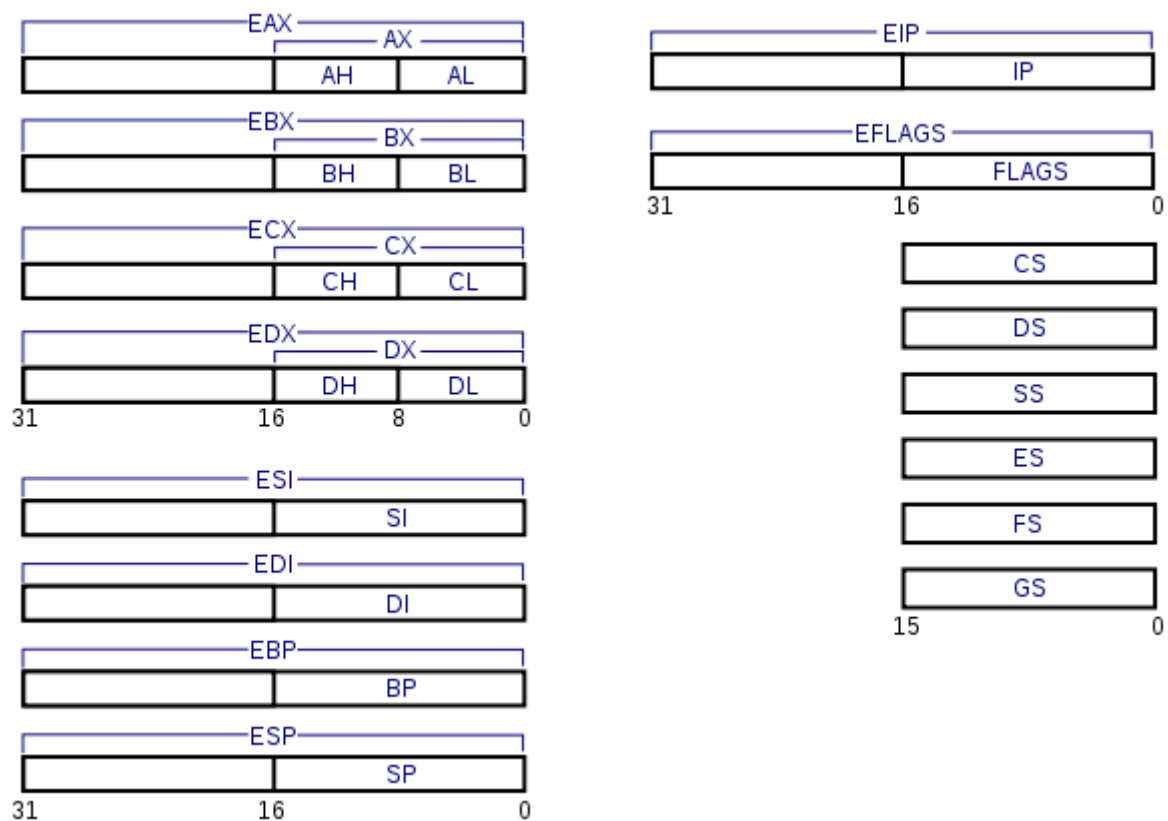 EAX
AX
AH AL
EBX
BX
BH BL
ECX
CX
CH CL
EDX
DX
DH DL
31 16 8 0
ESI
SI
EDI
DI
EBP
BP
ESP
SP
31 16 0
EIP
IP
EFLAGS
FLAGS
31 16 0
CS
DS
SS
ES
FS
GS
15 0